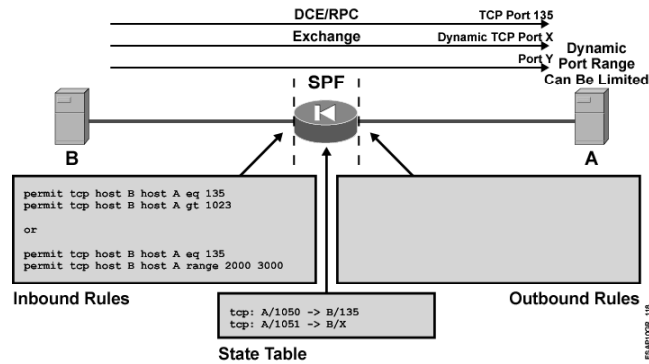 DCE/RPC
TCP Port 135
Exchange
Dynamic TCP Port X
Port Y
Dynamic
Port Range
Can Be Limited
SPF
B
A
permit tcp host B host A eq 135
permit tcp host B host A gt 1023
or
permit tcp host B host A eq 135
permit tcp host B host A range 2000 3000
Inbound Rules
Outbound Rules
tcp: A/1050 -> B/135
tcp: A/1051 -> B/X
State Table